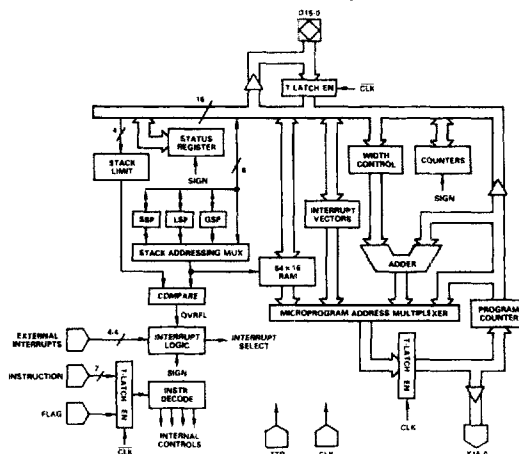 D15-0
T LATCH EN
CLK
16
4
STATUS
REGISTER
STACK
LIMIT
SIGN
6
WIDTH
CONTROL
COUNTERS
SIGN
SSP
LSP
GSP
INTERRUPT
VECTORS
STACK ADDRESSING MUX
64 × 16
RAM
ADDER
COMPARE
OVRFL
MICROPROGRAM ADDRESS MULTIPLEXER
PROGRAM
COUNTER
EXTERNAL
INTERRUPTS
4-4
INTERRUPT
LOGIC
INTERRUPT
SELECT
SIGN
INSTRUCTION
7
T-LATCH EN
INSTR
DECODE
T-LATCH EN
FLAG
CLK
INTERNAL
CONTROLS
CLK
CLK